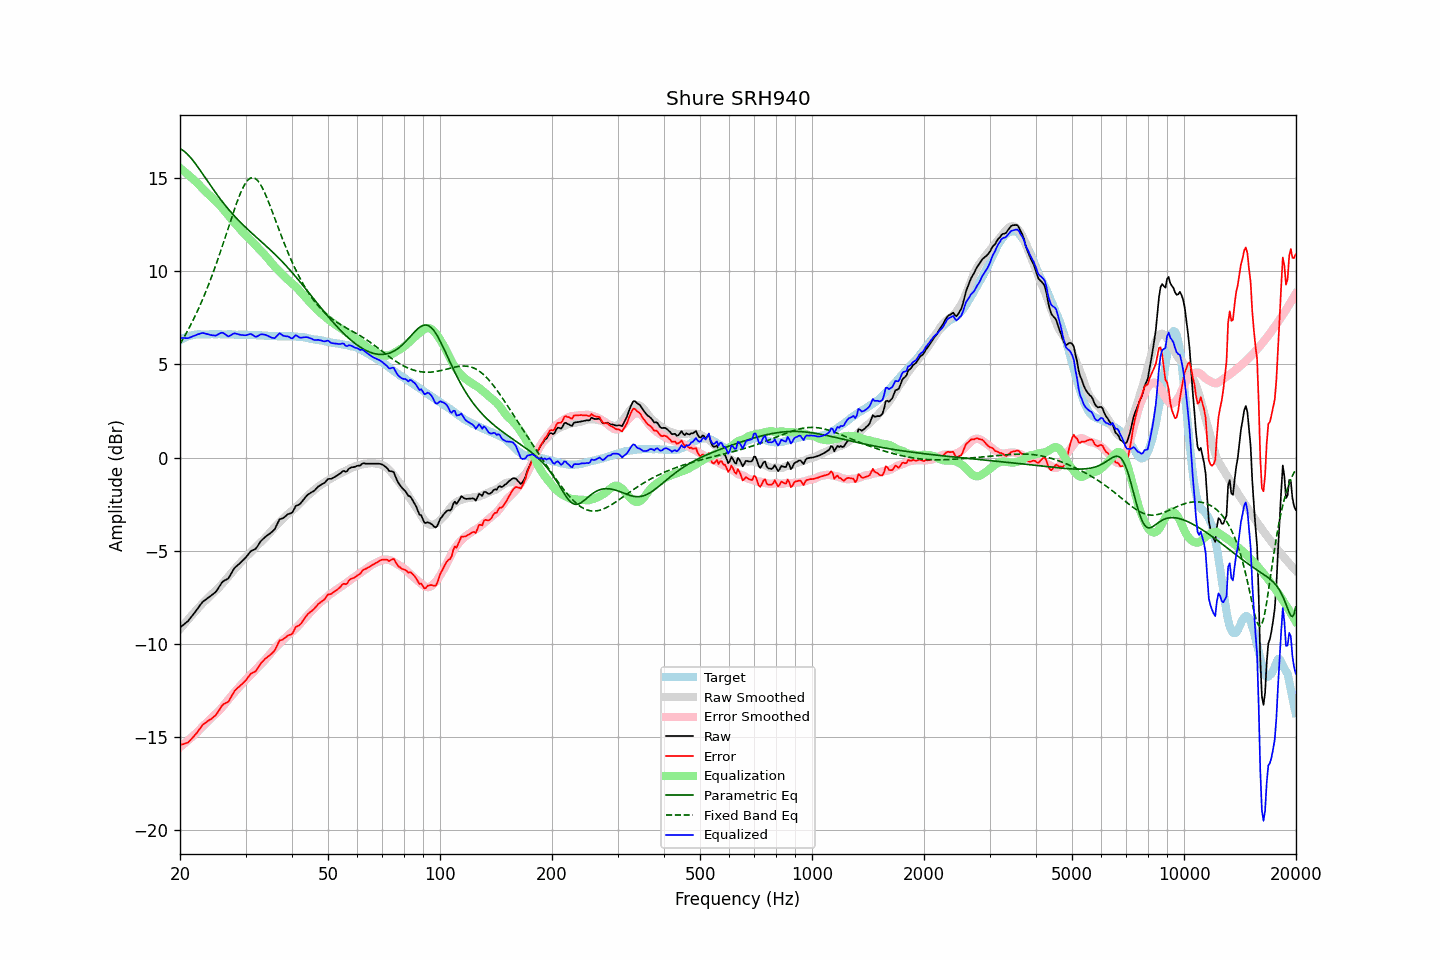 Shure SRH940
Amplitude (dBr)
15
10
5
0
−5
−10
−15
−20
20
50
100
200
500
1000
2000
5000
10000
20000
Frequency (Hz)
Target
Raw Smoothed
Error Smoothed
Raw
Error
Equalization
Parametric Eq
Fixed Band Eq
Equalized